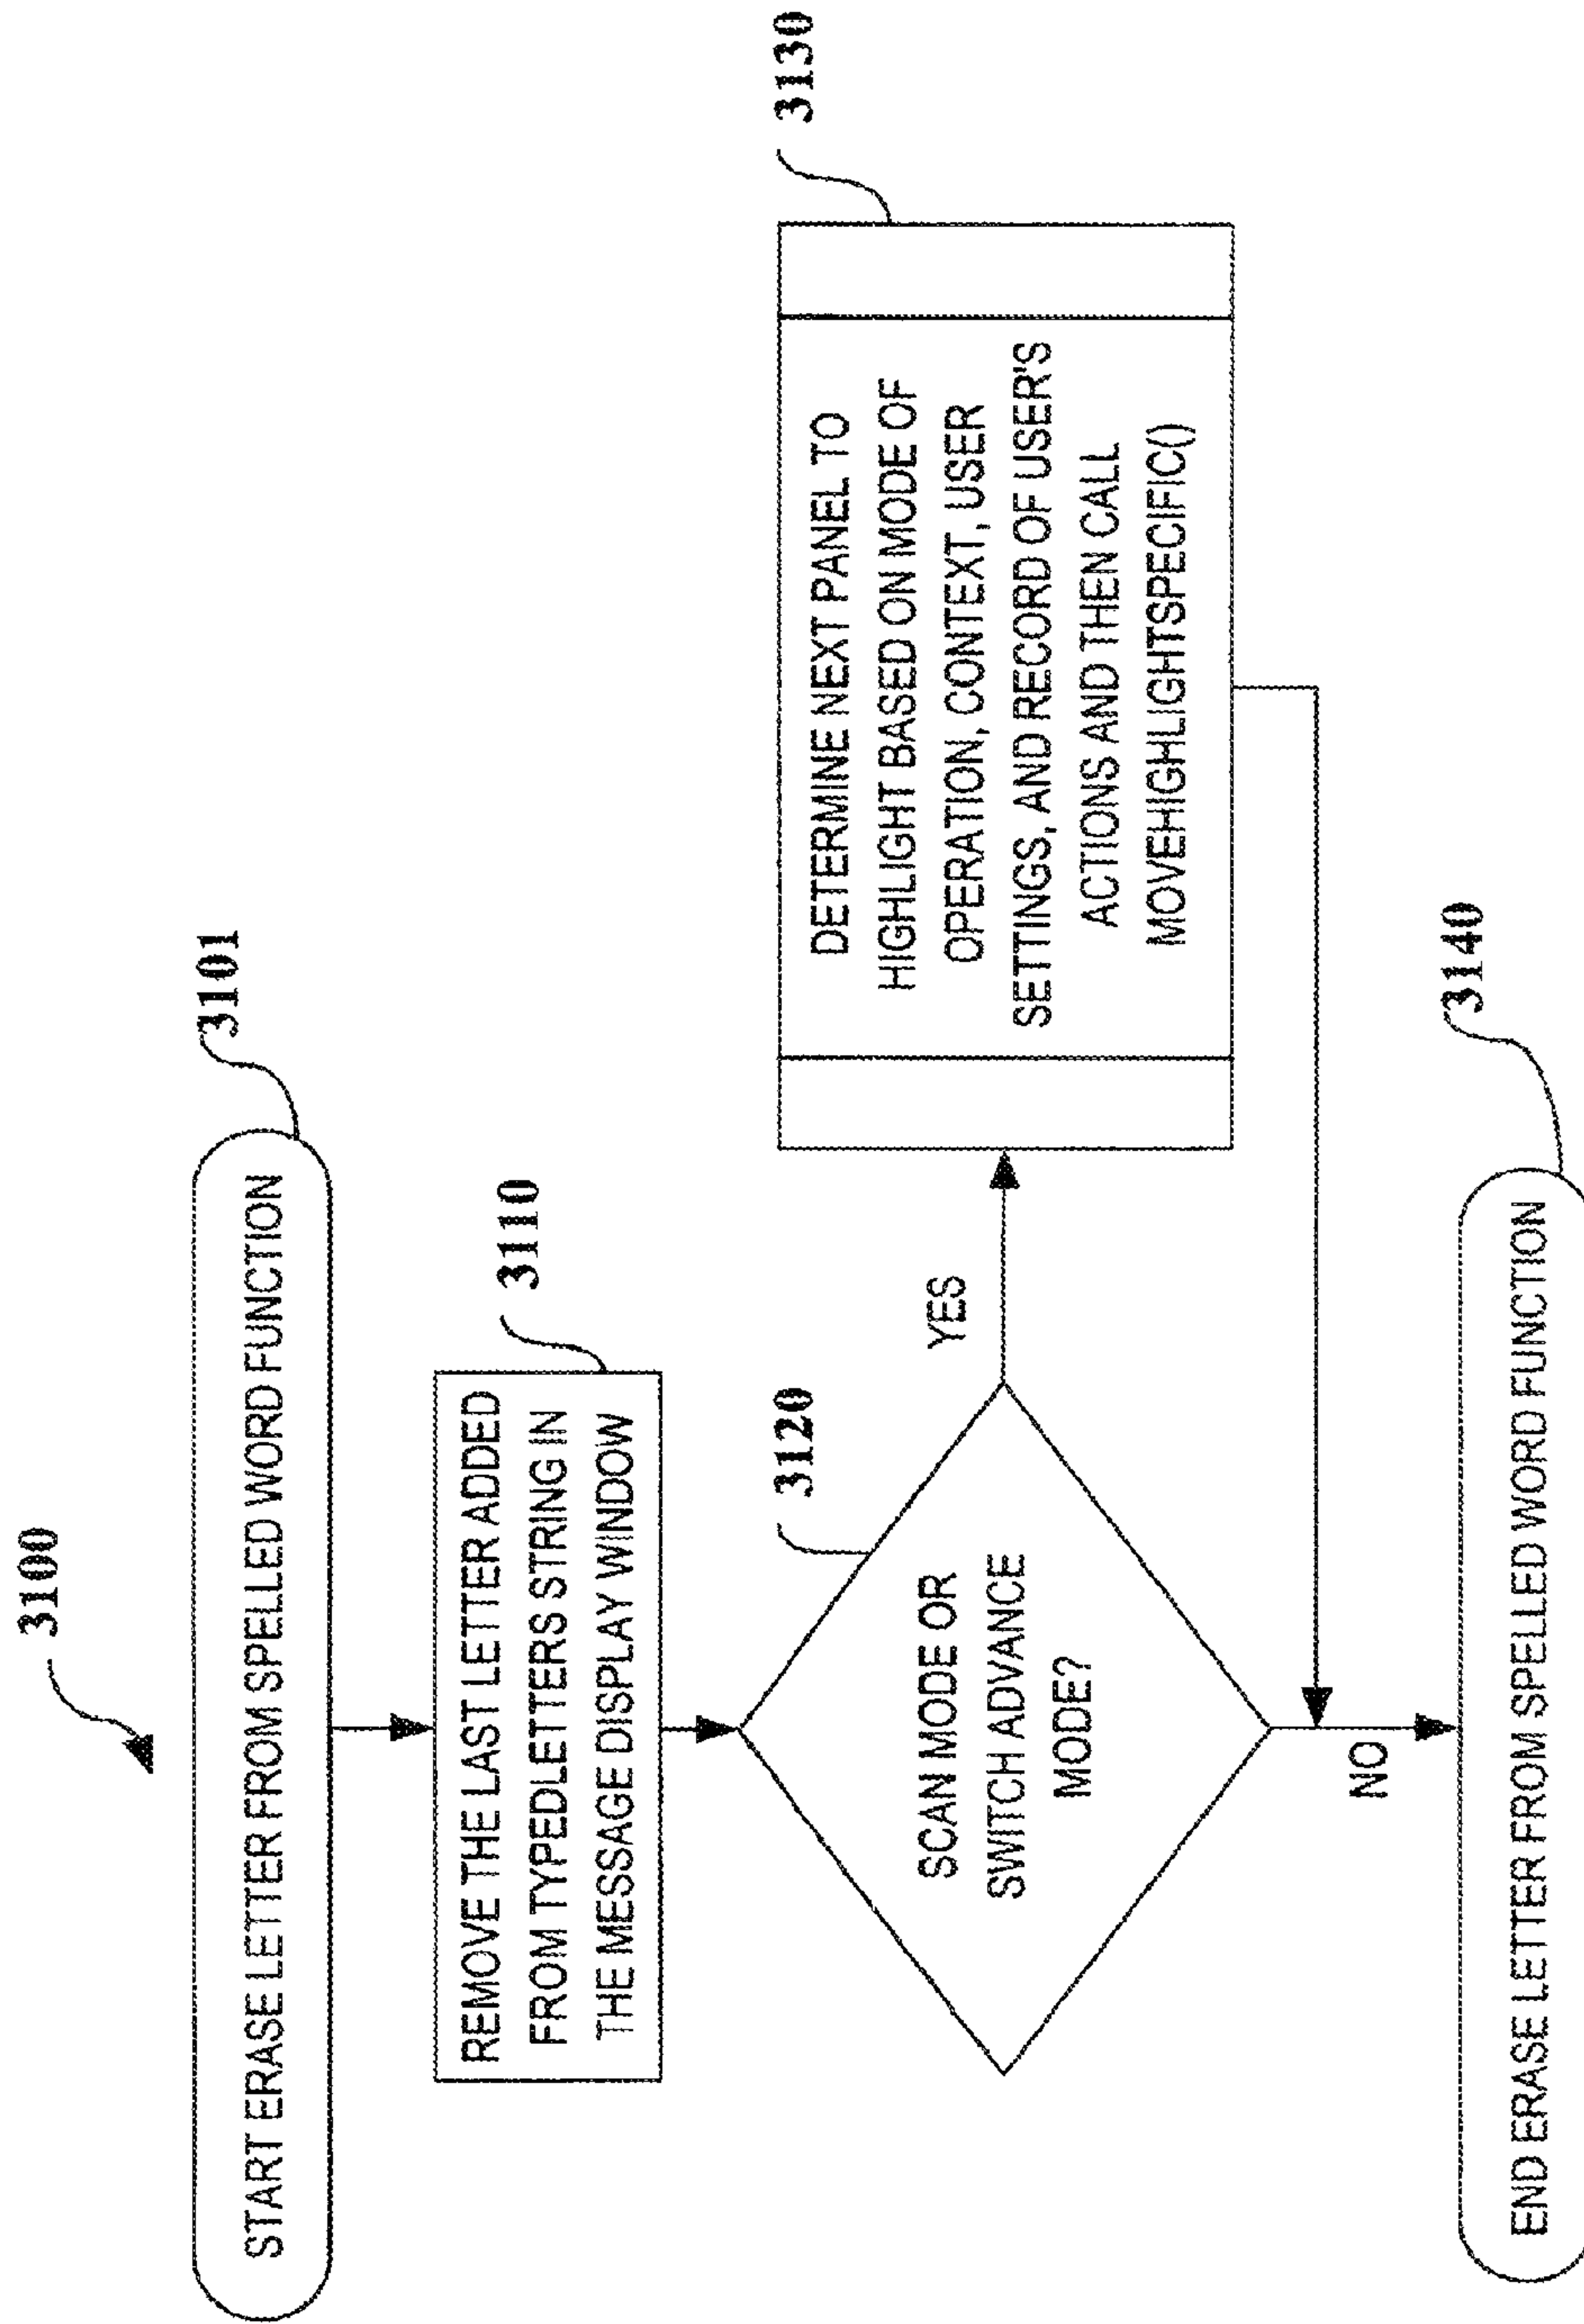 3100
START ERASE LETTER FROM SPELLED WORD FUNCTION
3101
REMOVE THE LAST LETTER ADDED
FROM TYPEDLETTERS STRING IN
THE MESSAGE DISPLAY WINDOW
3110
SCAN MODE OR
SWITCH ADVANCE
MODE?
3120
YES
DETERMINE NEXT PANEL TO
HIGHLIGHT BASED ON MODE OF
OPERATION, CONTEXT, USER
SETTINGS, AND RECORD OF USER'S
ACTIONS AND THEN CALL
MOVEHIGHLIGHTSPECIFIC()
3130
NO
END ERASE LETTER FROM SPELLED WORD FUNCTION
3140